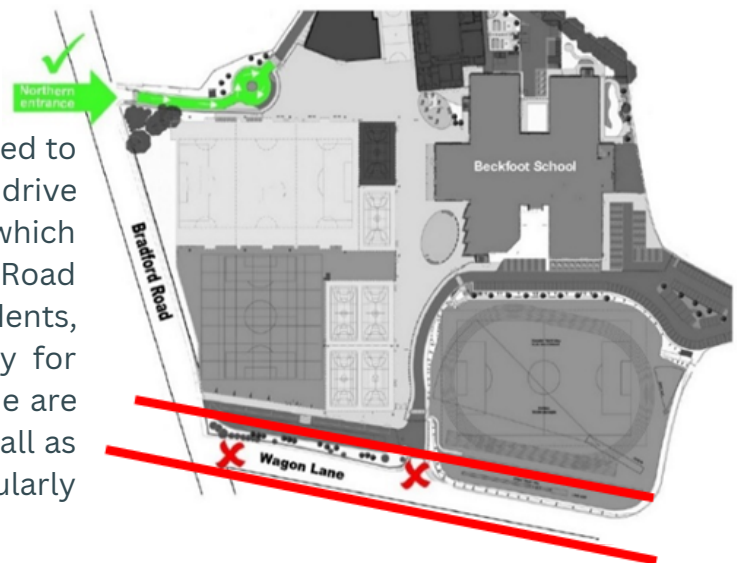 Northern
entrance
ed to
drive
which
Road
dents,
y for
e are
all as
ularly
Bradford Road
Beckfoot School
Wagon Lane